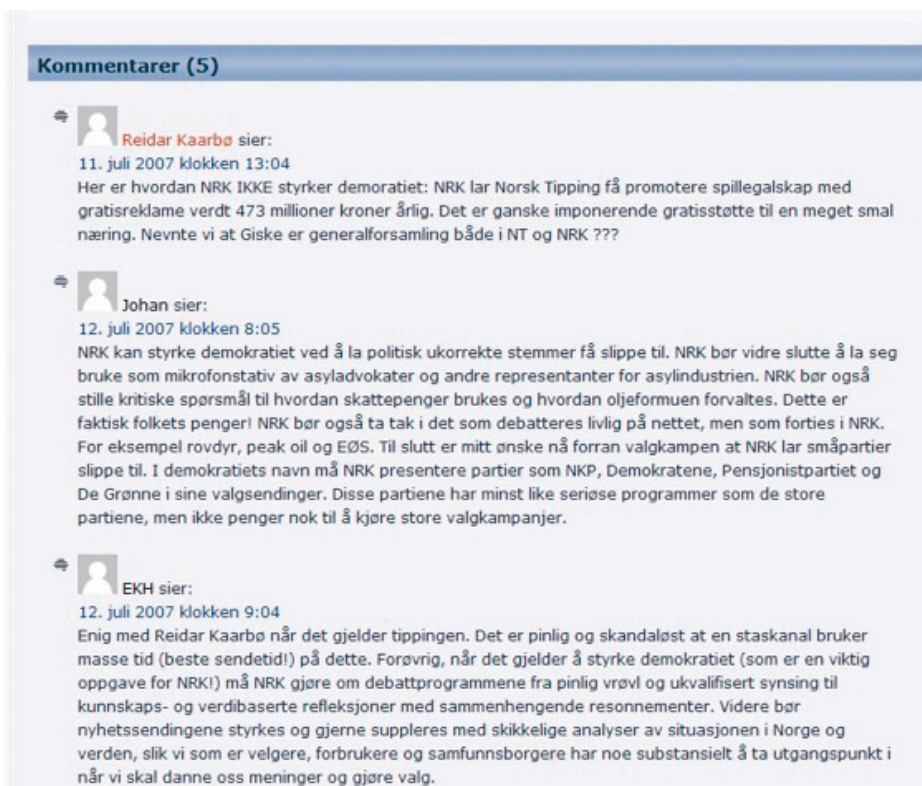 Kommentarer (5)
Reidar Kaarbø sier:
11. juli 2007 klokken 13:04
Her er hvordan NRK IKKE styrker demoratiet: NRK lar Norsk Tipping få promotere spillegalskap med
gratisreklame verdt 473 millioner kroner årlig. Det er ganske imponerende gratisstøtte til en meget smal
næring. Nevnte vi at Giske er generalforsamling både i NT og NRK ???
Johan sier:
12. juli 2007 klokken 8:05
NRK kan styrke demokratiet ved å la politisk ukorrekte stemmer få slippe til. NRK bør vidre slutte å la seg
bruke som mikrofonstativ av asyladvokater og andre representanter for asylindustrien. NRK bør også
stille kritiske spørsmål til hvordan skattepenger brukes og hvordan oljeformuen forvaltes. Dette er
faktisk folkets penger! NRK bør også ta tak i det som debatteres livlig på nettet, men som forties i NRK.
For eksempel rovdyr, peak oil og EØS. Til slutt er mitt ønske nå forran valgkampen at NRK lar småpartier
slippe til. I demokratiets navn må NRK presentere partier som NKP, Demokratene, Pensjonistpartiet og
De Grønne i sine valgsendinger. Disse partiene har minst like seriøse programmer som de store
partiene, men ikke penger nok til å kjøre store valgkampanjer.
EKH sier:
12. juli 2007 klokken 9:04
Enig med Reidar Kaarbø når det gjelder tippingen. Det er pinlig og skandaløst at en staskanal bruker
masse tid (beste sendetid!) på dette. Forøvrig, når det gjelder å styrke demokratiet (som er en viktig
oppgave for NRK!) må NRK gjøre om debattprogrammene fra pinlig vrøvl og ukvalifisert synsing til
kunnskaps- og verdibaserte refleksjoner med sammenhengende resonnementer. Videre bør
nyhetssendingene styrkes og gjerne suppleres med skikkelige analyser av situasjonen i Norge og
verden, slik vi som er velgere, forbrukere og samfunnsborgere har noe substansielt å ta utgangspunkt i
når vi skal danne oss meninger og gjøre valg.